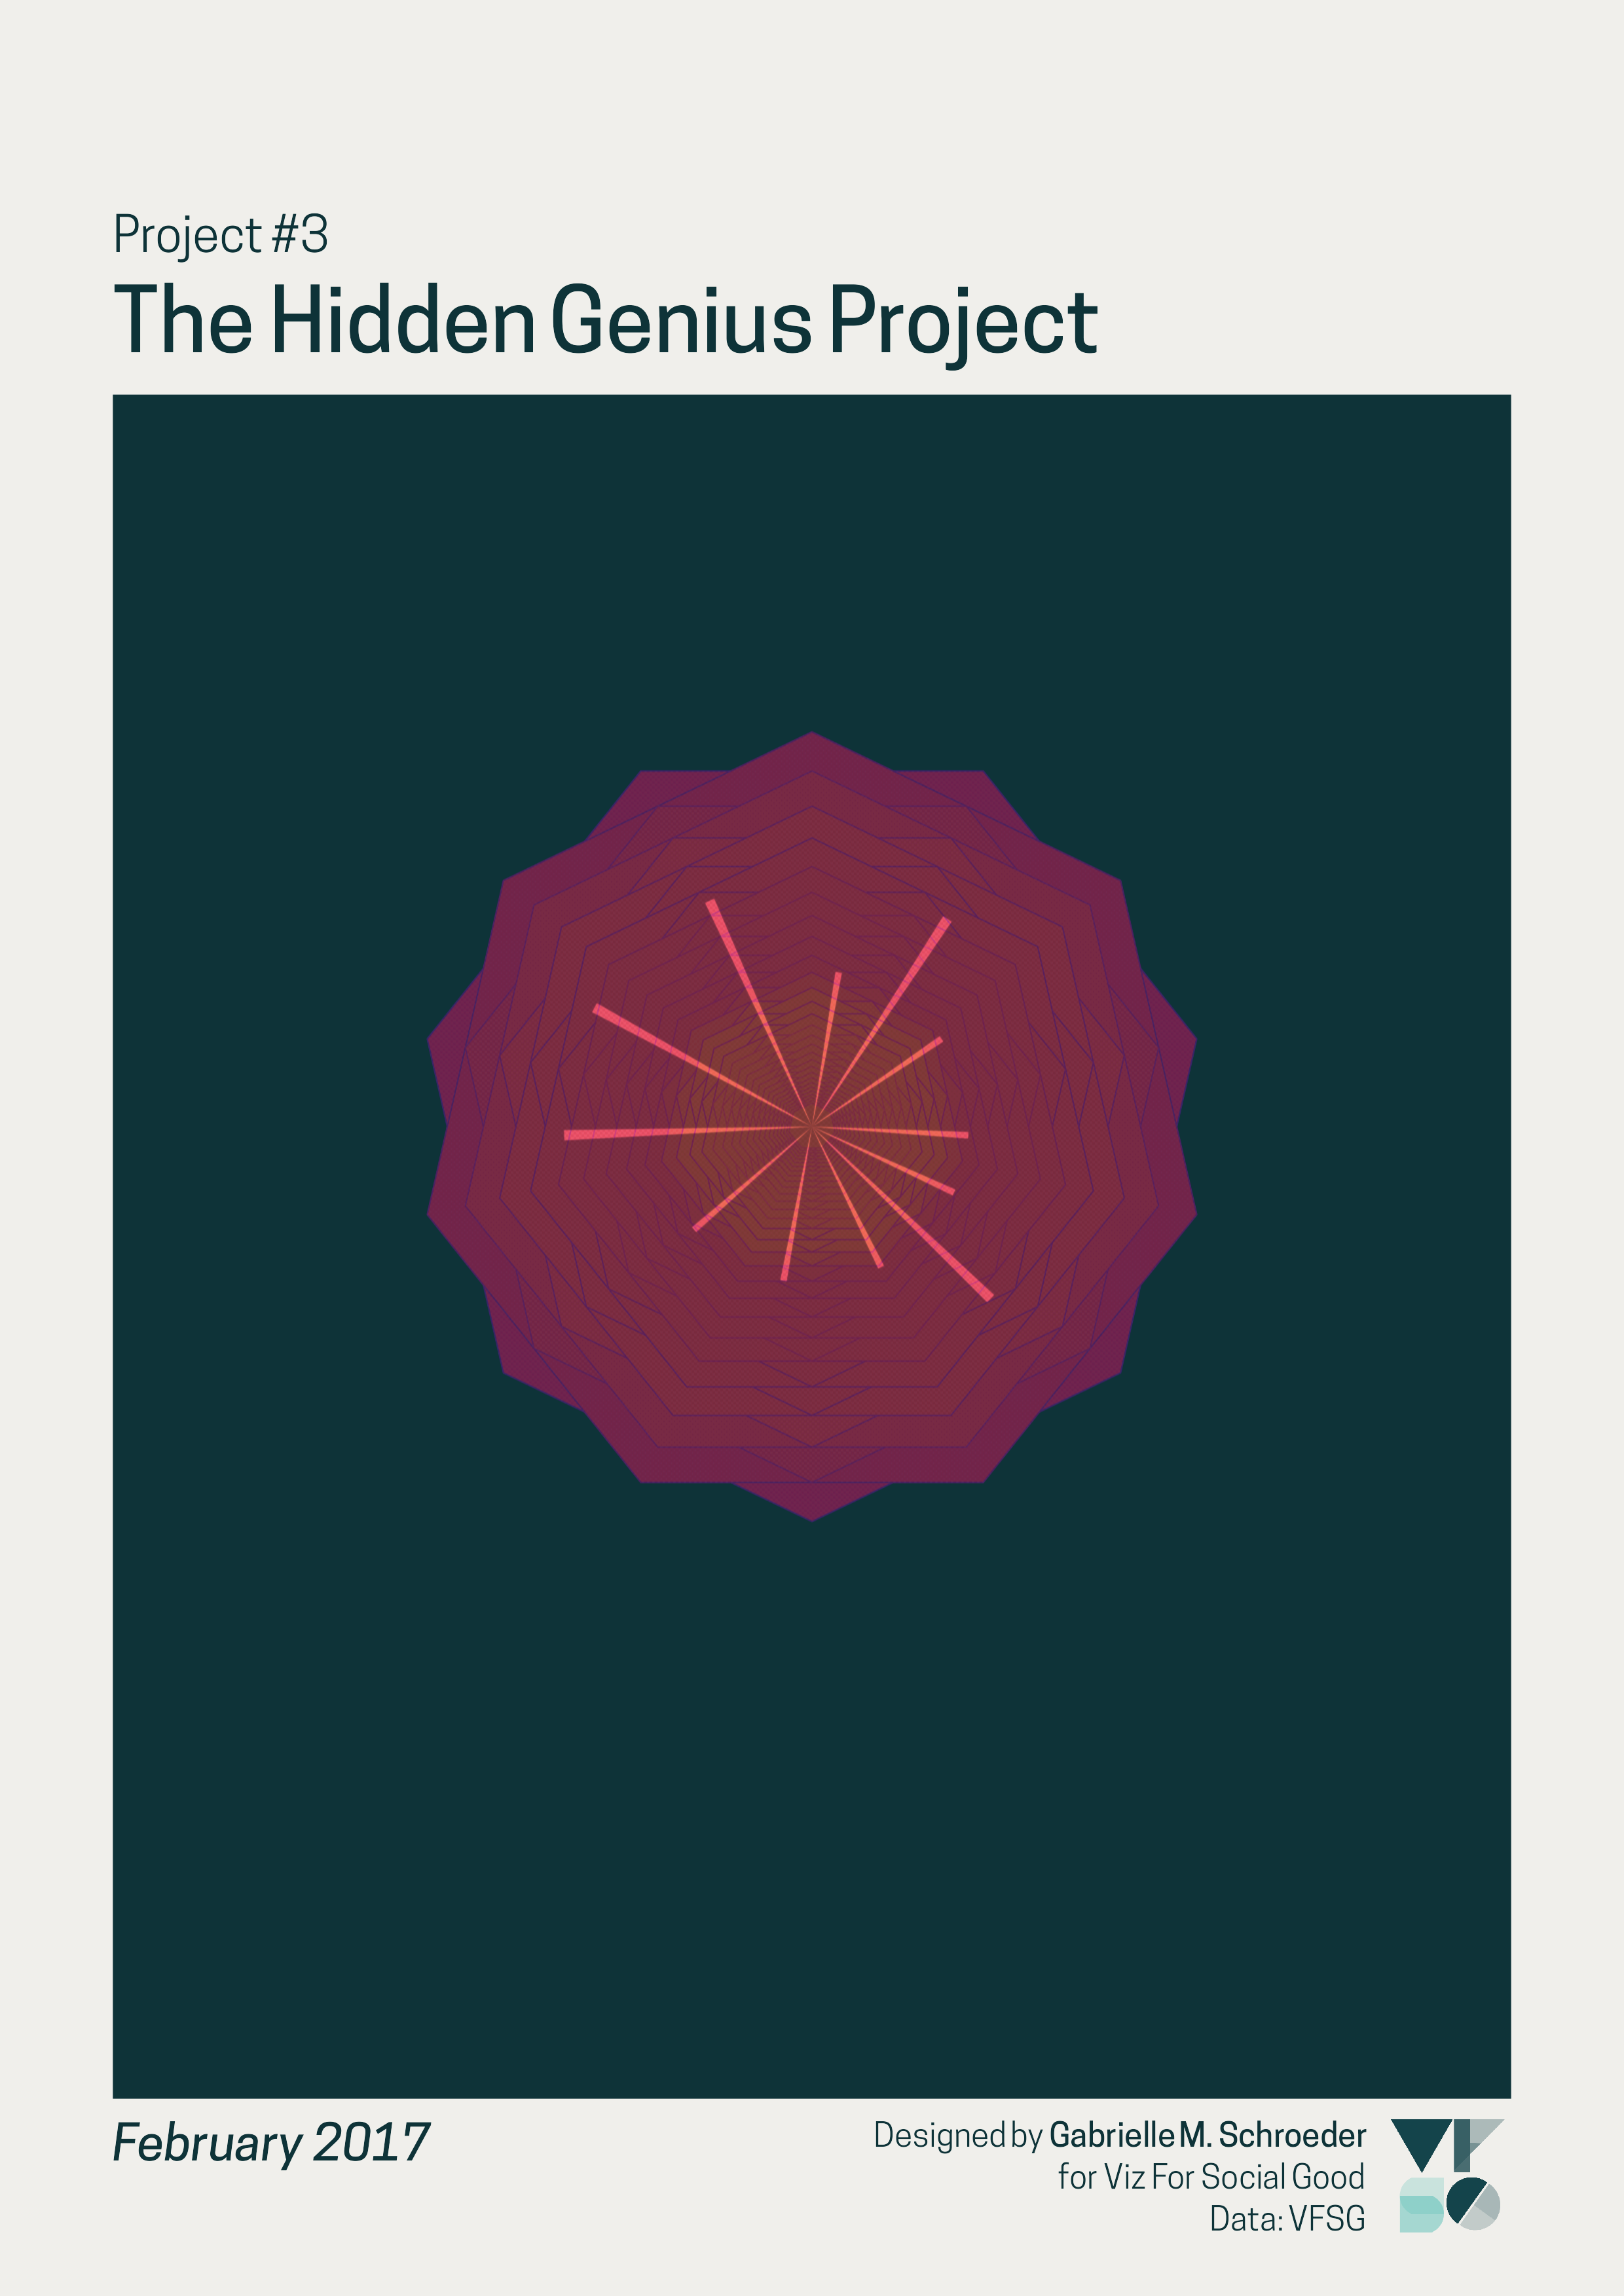 Project #3
The Hidden Genius Project
February 2017
Designed by Gabrielle M. Schroeder
for Viz For Social Good
Data: VFSG
VFSG